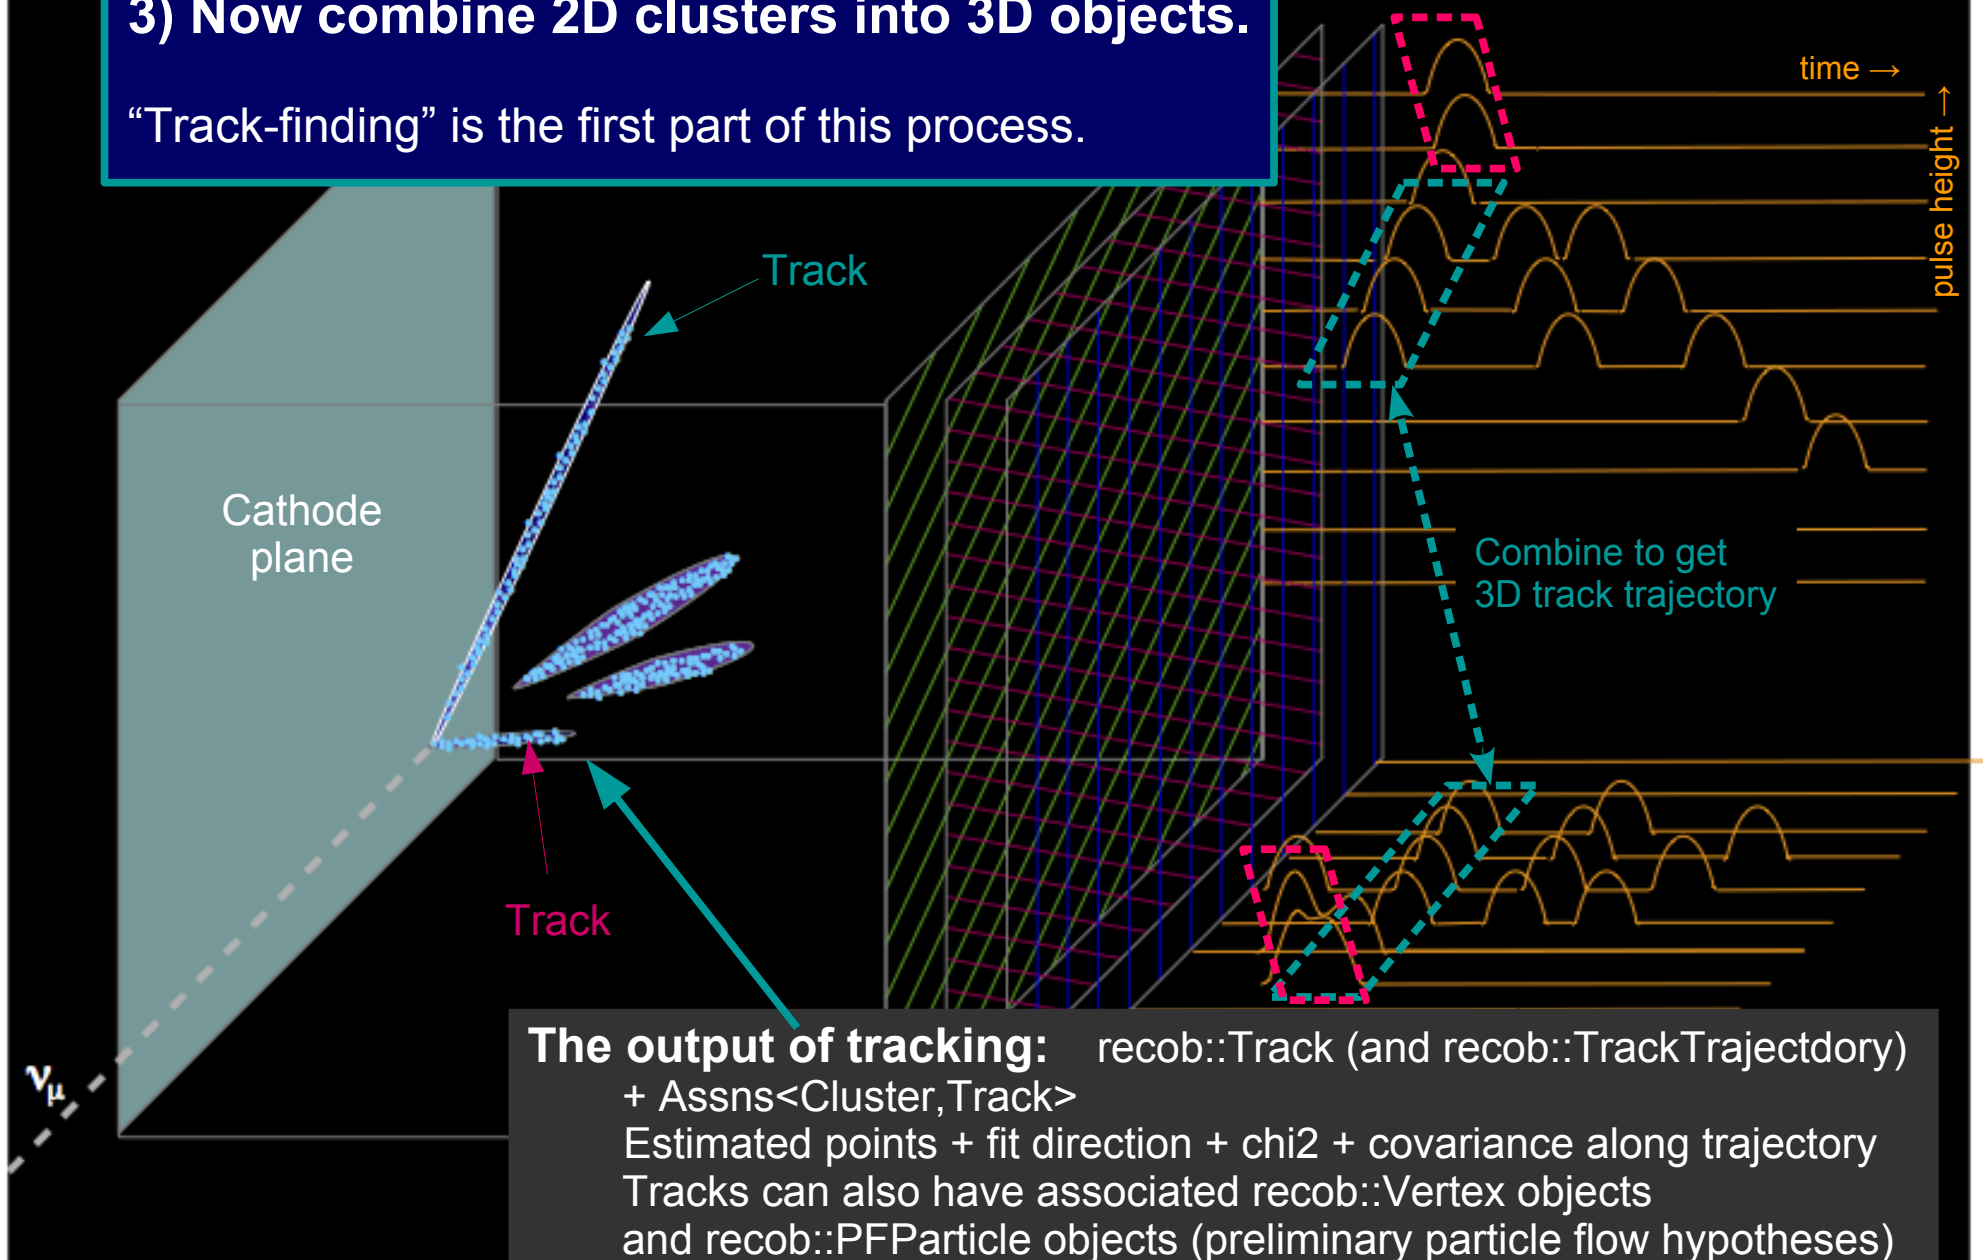 3) Now combine 2D clusters into 3D objects.
“Track-finding” is the first part of this process.
time →
pulse height →
Track
Cathode
plane
Combine to get
3D track trajectory
Track
νμ
The output of tracking: recob::Track (and recob::TrackTrajectdory)
+ Assns<Cluster,Track>
Estimated points + fit direction + chi2 + covariance along trajectory
Tracks can also have associated recob::Vertex objects
and recob::PFParticle objects (preliminary particle flow hypotheses)